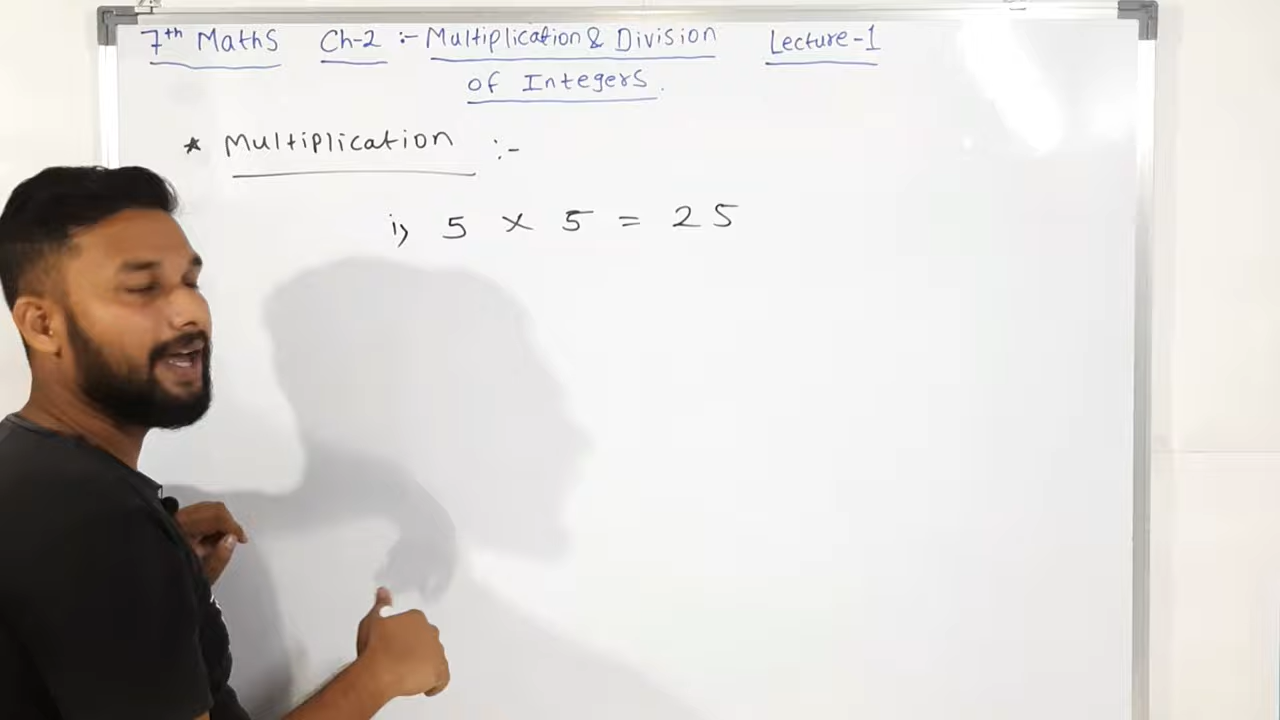 7th Maths Ch-2 :- Multiplication & Division Lecture-1
of Integers.
* Multiplication :-
i) 5 × 5 = 25